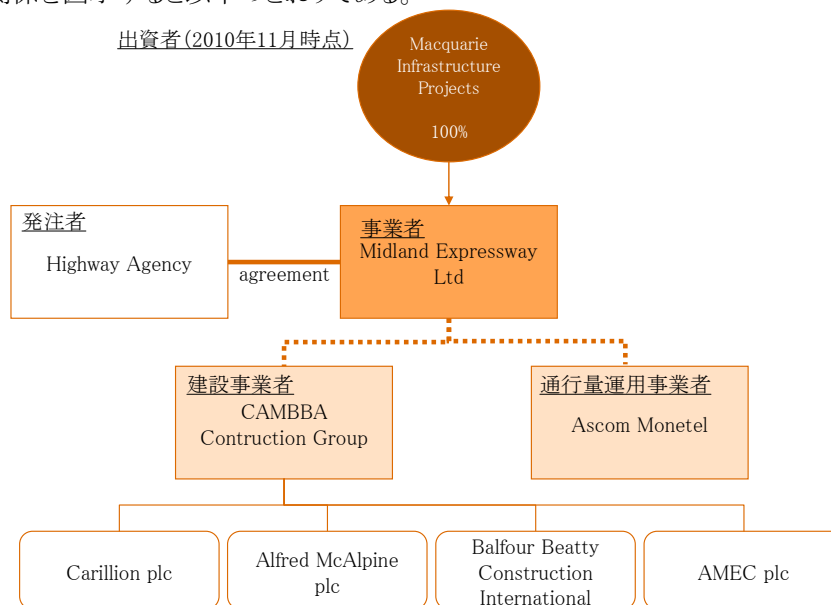 出資者(2010年11月時点)
Macquarie
Infrastructure
Projects
100%
発注者
Highway Agency
agreement
事業者
Midland Expressway
Ltd
建設事業者
CAMBBA
Contruction Group
通行量運用事業者
Ascom Monetel
Carillion plc
Alfred McAlpine
plc
Balfour Beatty
Construction
International
AMEC plc